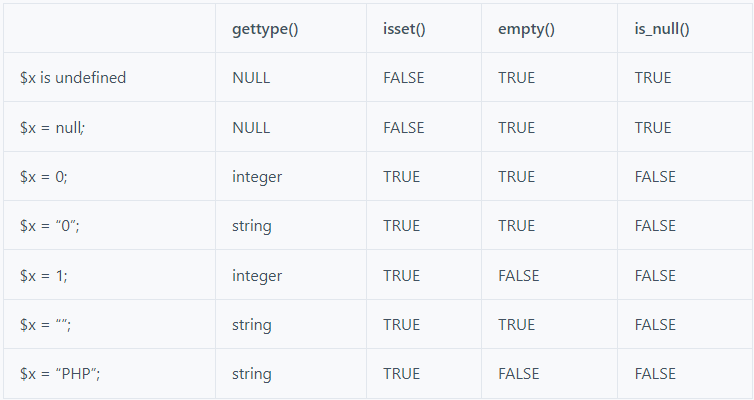 gettype() isset() empty() is_null()
$x is undefined NULL FALSE TRUE TRUE
$x = null; NULL FALSE TRUE TRUE
$x = 0; integer TRUE TRUE FALSE
$x = “0”; string TRUE TRUE FALSE
$x = 1; integer TRUE FALSE FALSE
$x = “”; string TRUE TRUE FALSE
$x = “PHP”; string TRUE FALSE FALSE